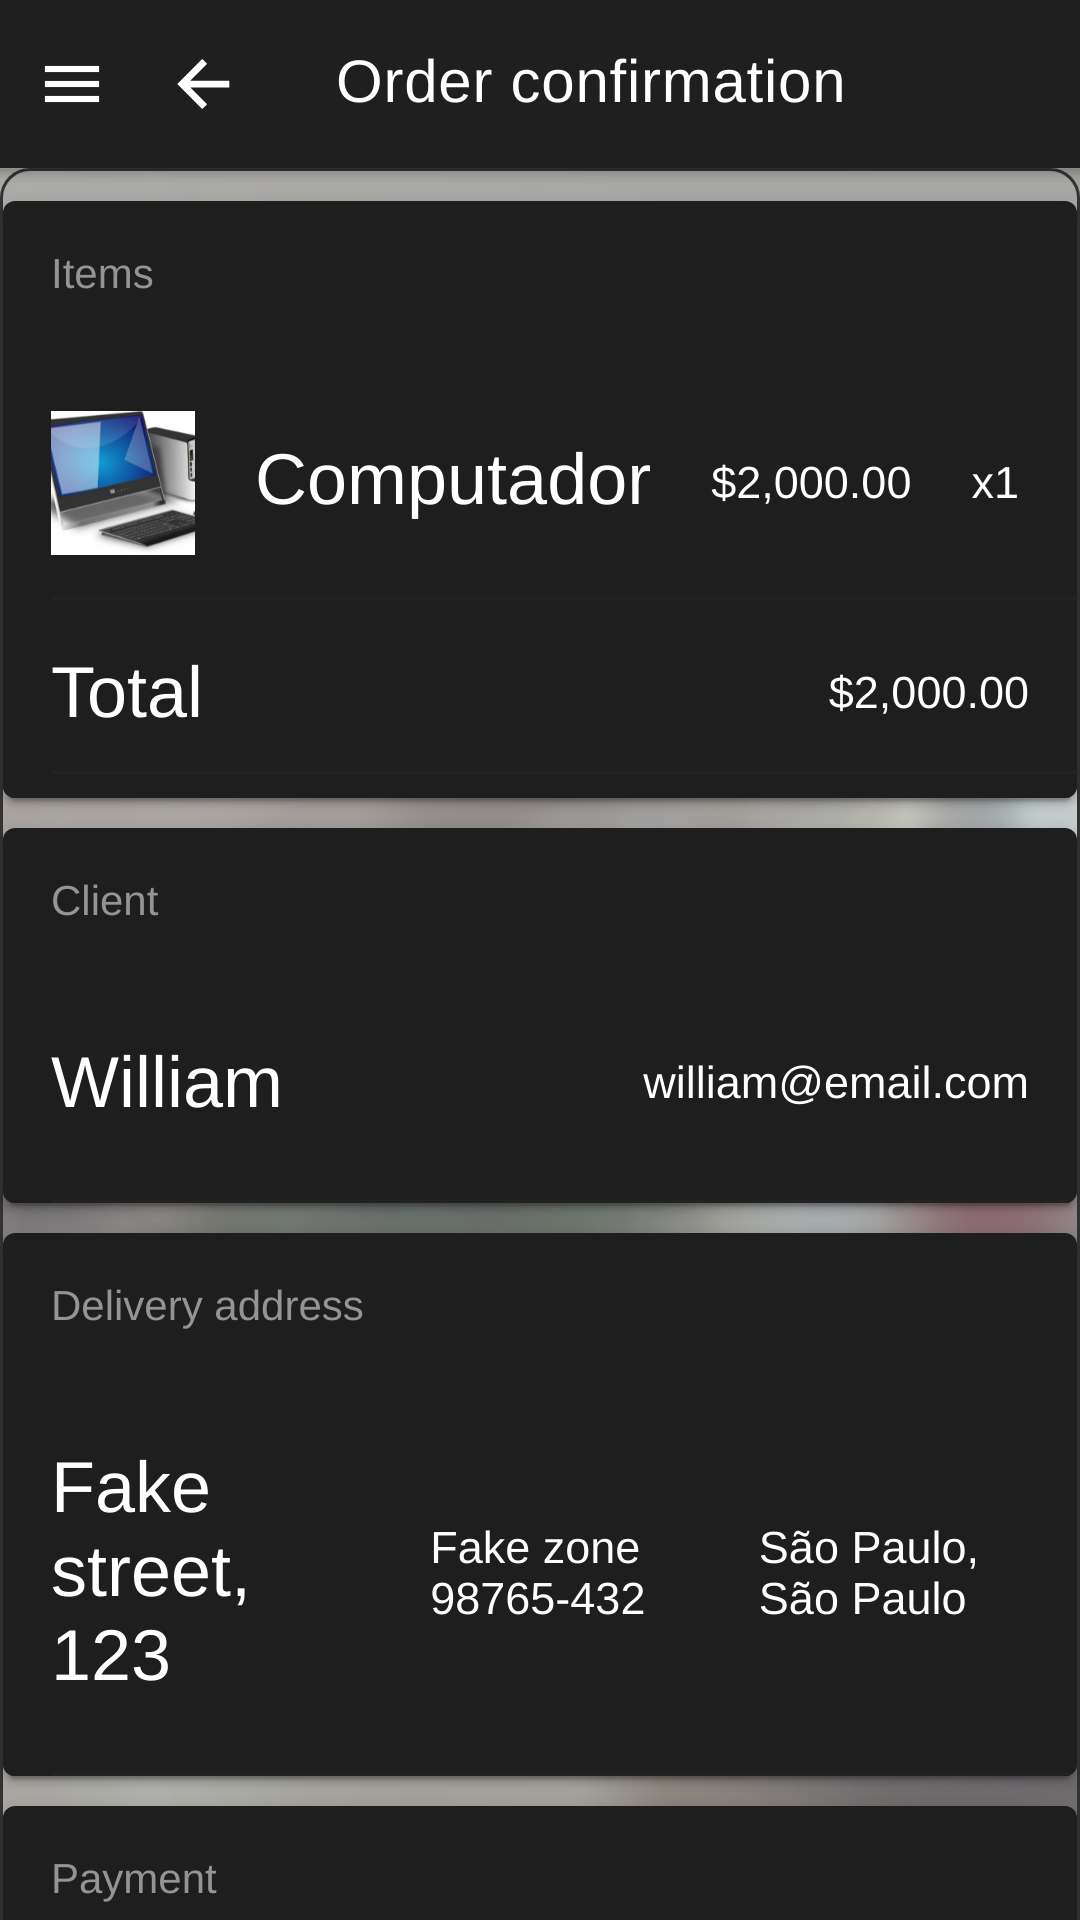 Order confirmation
Items
Computador $2,000.00 x1
Total $2,000.00
Client
William william@email.com
Delivery address
Fake
street,
123
Fake zone
98765-432
São Paulo,
São Paulo
Payment